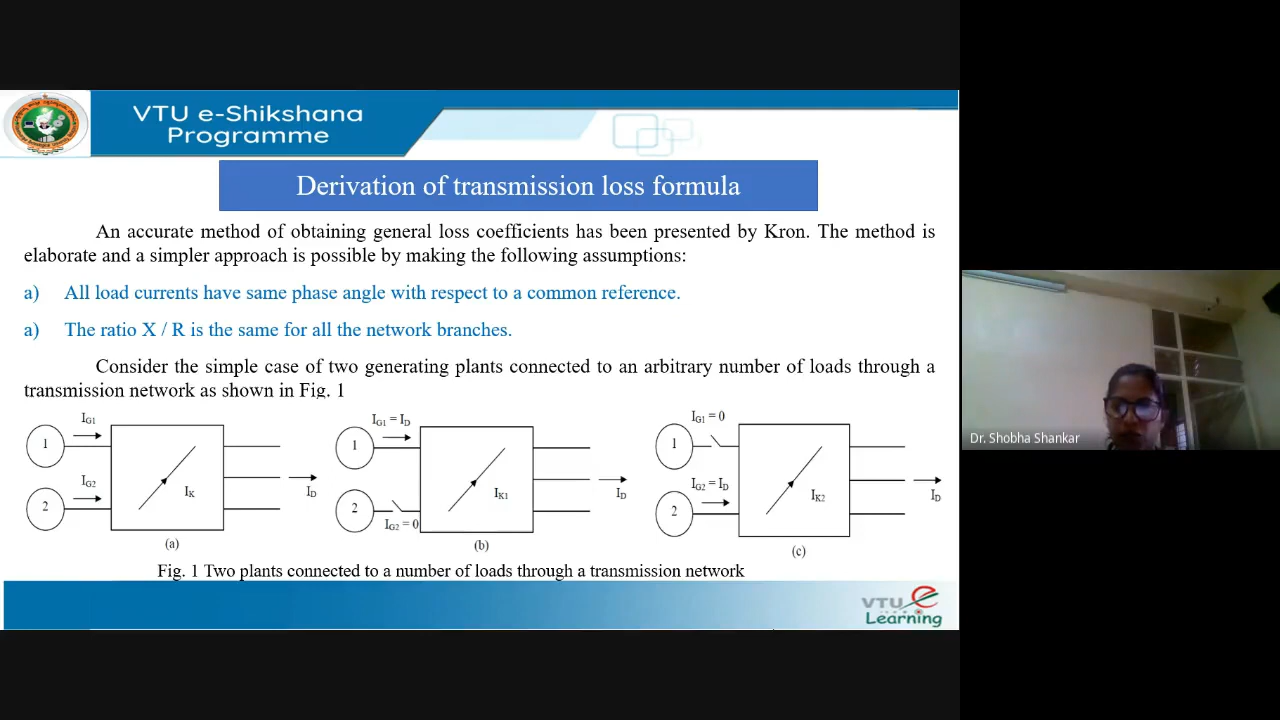 VTU e-Shikshana
Programme
Derivation of transmission loss formula
An accurate method of obtaining general loss coefficients has been presented by Kron. The method is
elaborate and a simpler approach is possible by making the following assumptions:
a) All load currents have same phase angle with respect to a common reference.
a) The ratio X / R is the same for all the network branches.
Consider the simple case of two generating plants connected to an arbitrary number of loads through a
transmission network as shown in Fig. 1
IG1
1
IG2
2
IK
ID
(a)
IG1 = ID
1
2
IG2 = 0
IK1
ID
(b)
IG1 = 0
1
IG2 = ID
2
IK2
ID
(c)
Fig. 1 Two plants connected to a number of loads through a transmission network
VTU e
Learning
Dr. Shobha Shankar